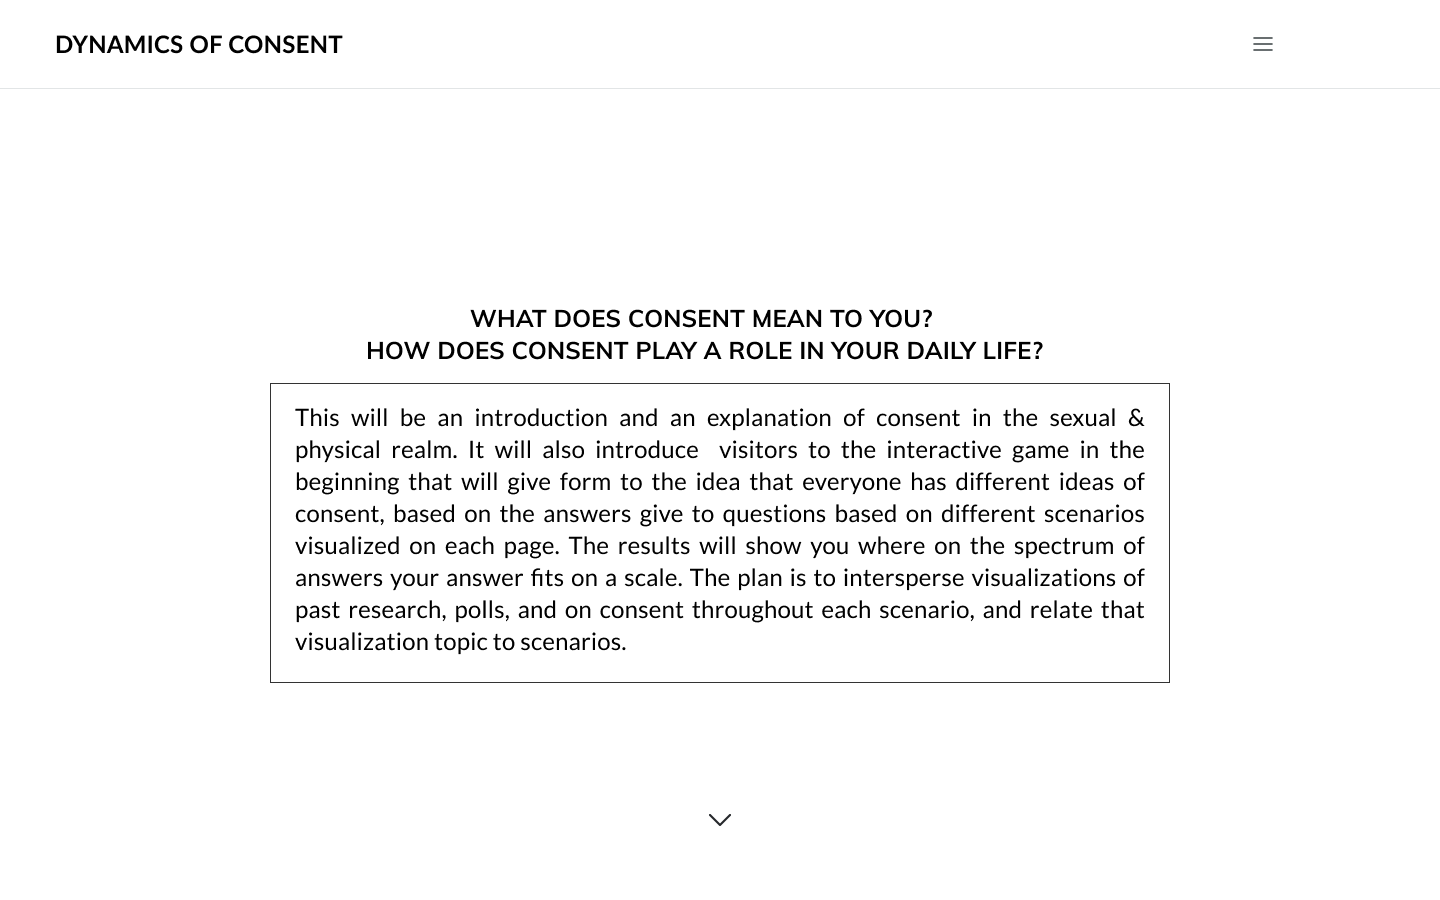 DYNAMICS OF CONSENT
WHAT DOES CONSENT MEAN TO YOU?
HOW DOES CONSENT PLAY A ROLE IN YOUR DAILY LIFE?
This will be an introduction and an explanation of consent in the sexual &
physical realm. It will also introduce  visitors to the interactive game in the
beginning that will give form to the idea that everyone has different ideas of
consent, based on the answers give to questions based on different scenarios
visualized on each page. The results will show you where on the spectrum of
answers your answer fits on a scale. The plan is to intersperse visualizations of
past research, polls, and on consent throughout each scenario, and relate that
visualization topic to scenarios.